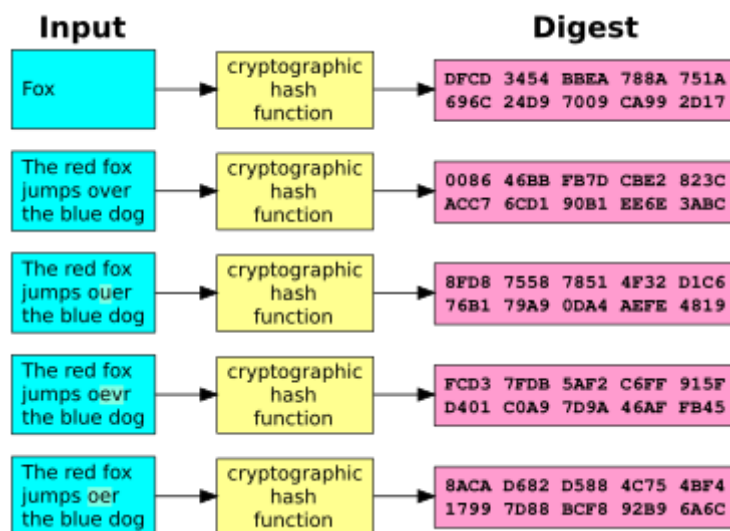 Input
Digest
Fox
cryptographic
hash
function
DFCD 3454 BBEA 788A 751A
696C 24D9 7009 CA99 2D17
The red fox
jumps over
the blue dog
cryptographic
hash
function
0086 46BB FB7D CBE2 823C
ACC7 6CD1 90B1 EE6E 3ABC
The red fox
jumps ouer
the blue dog
cryptographic
hash
function
8FD8 7558 7851 4F32 D1C6
76B1 79A9 0DA4 AEFE 4819
The red fox
jumps oevr
the blue dog
cryptographic
hash
function
FCD3 7FDB 5AF2 C6FF 915F
D401 C0A9 7D9A 46AF FB45
The red fox
jumps oer
the blue dog
cryptographic
hash
function
8ACA D682 D588 4C75 4BF4
1799 7D88 BCF8 92B9 6A6C